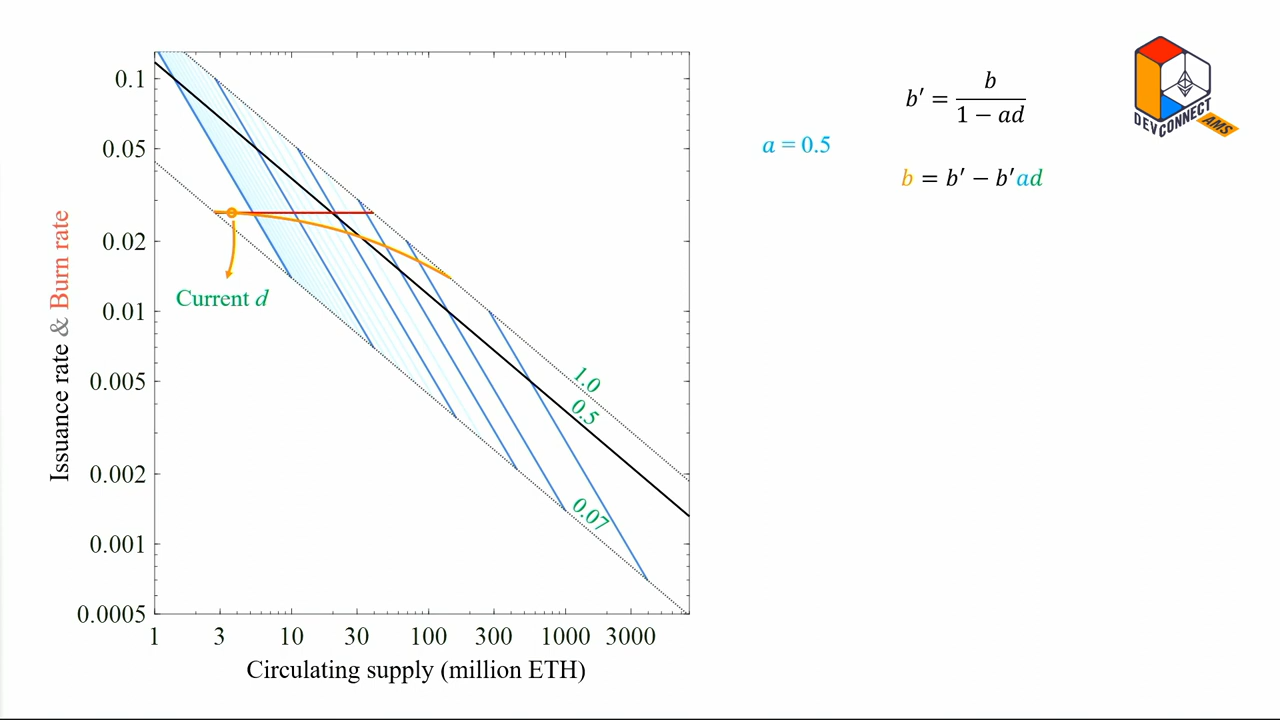 0.1
0.05
0.02
0.01
0.005
0.002
0.001
0.0005
Issuance rate & Burn rate
Current d
1.0
0.5
0.07
1 3 10 30 100 300 1000 3000
Circulating supply (million ETH)
a = 0.5
b′ = b / (1 − ad)
b = b′ − b′ad
DEVCONNECT
AMS